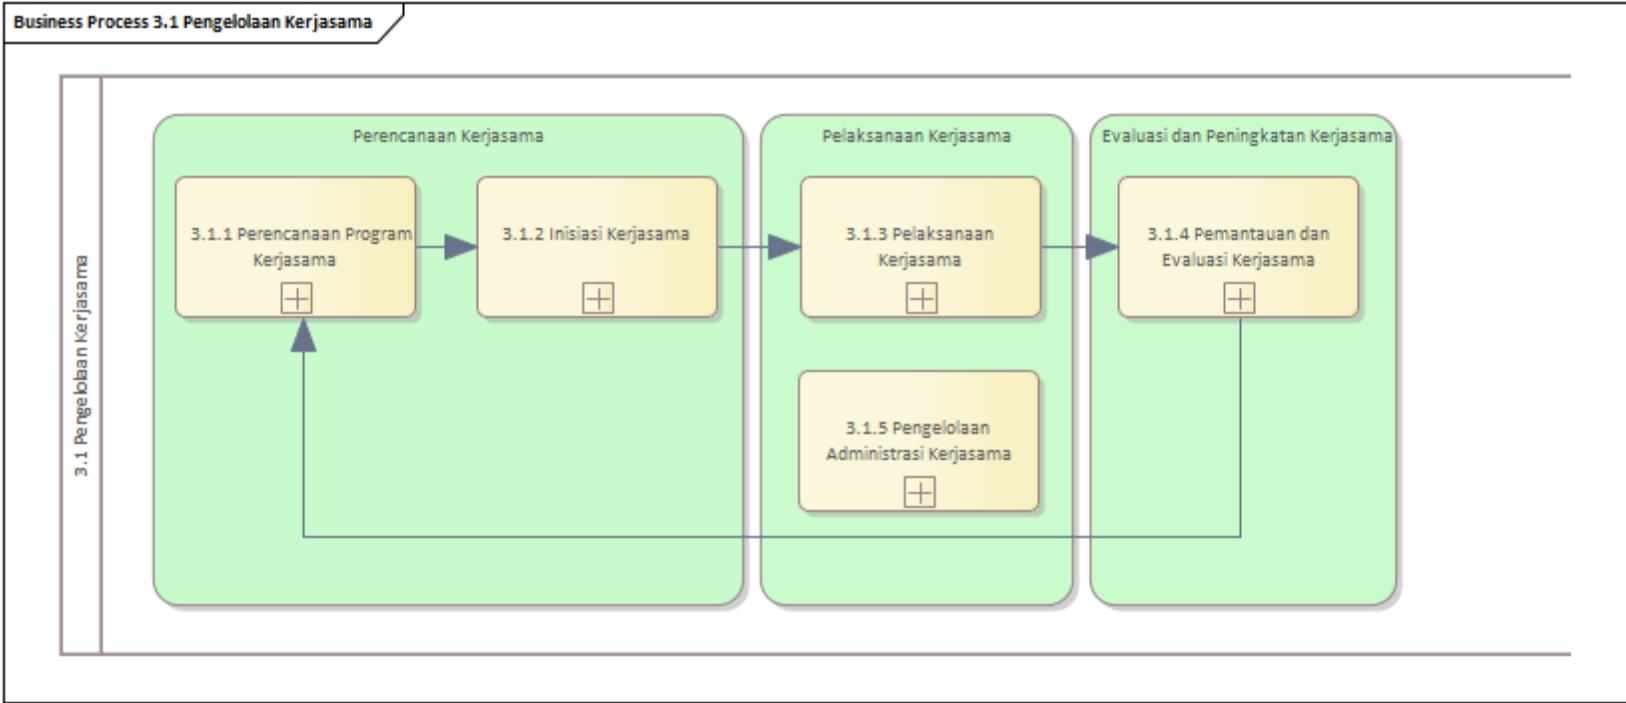 Business Process 3.1 Pengelolaan Kerjasama
3.1 Pengelolaan Kerjasama
Perencanaan Kerjasama
3.1.1 Perencanaan Program
Kerjasama
3.1.2 Inisiasi Kerjasama
Pelaksanaan Kerjasama
3.1.3 Pelaksanaan
Kerjasama
3.1.5 Pengelolaan
Administrasi Kerjasama
Evaluasi dan Peningkatan Kerjasama
3.1.4 Pemantauan dan
Evaluasi Kerjasama